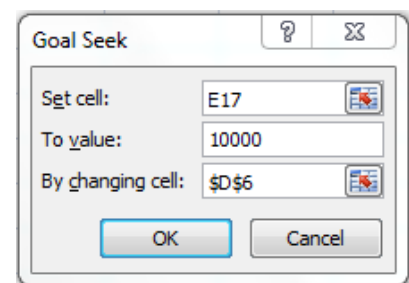 Goal Seek
Set cell: E17
To value: 10000
By changing cell: $D$6
OK Cancel